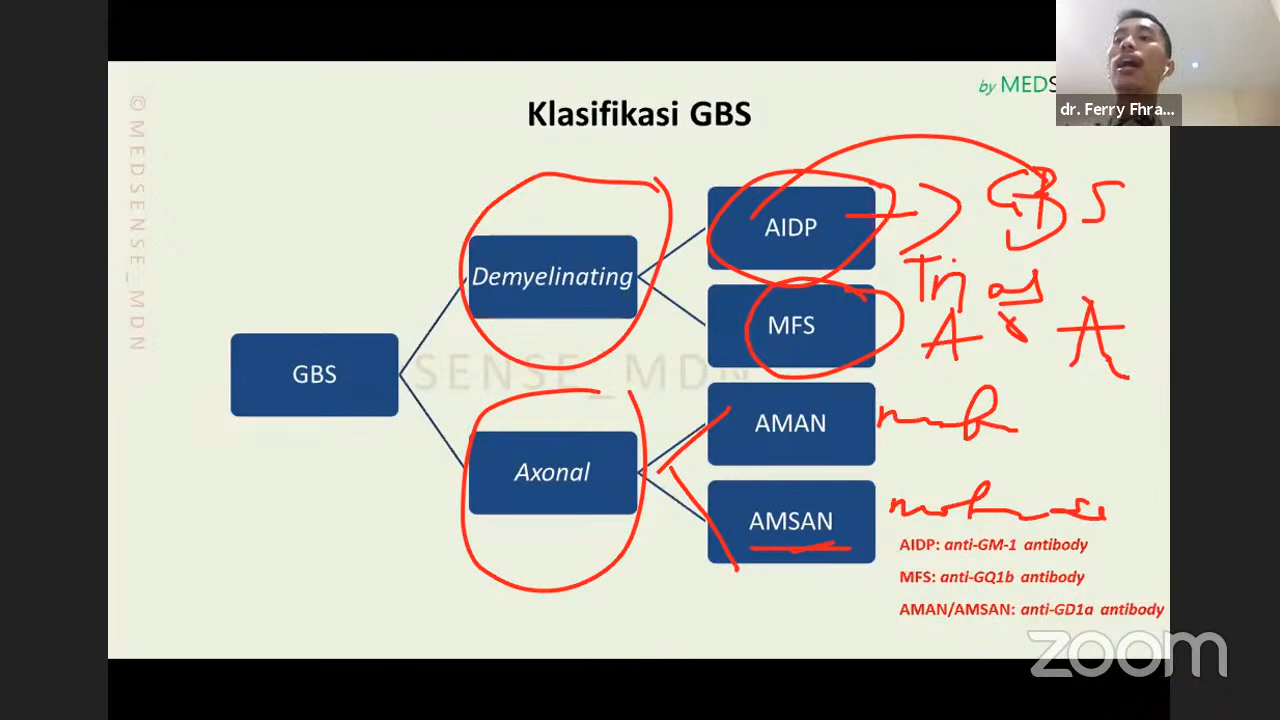 by MEDS
dr. Ferry Fhra...
© MEDSENSE_MDN
Klasifikasi GBS
AIDP
GBS
Demyelinating
Trias
MFS
A
A
GBS
SENSE_MDN
AMAN
Axonal
AMSAN
AIDP: anti-GM-1 antibody
MFS: anti-GQ1b antibody
AMAN/AMSAN: anti-GD1a antibody
zoom